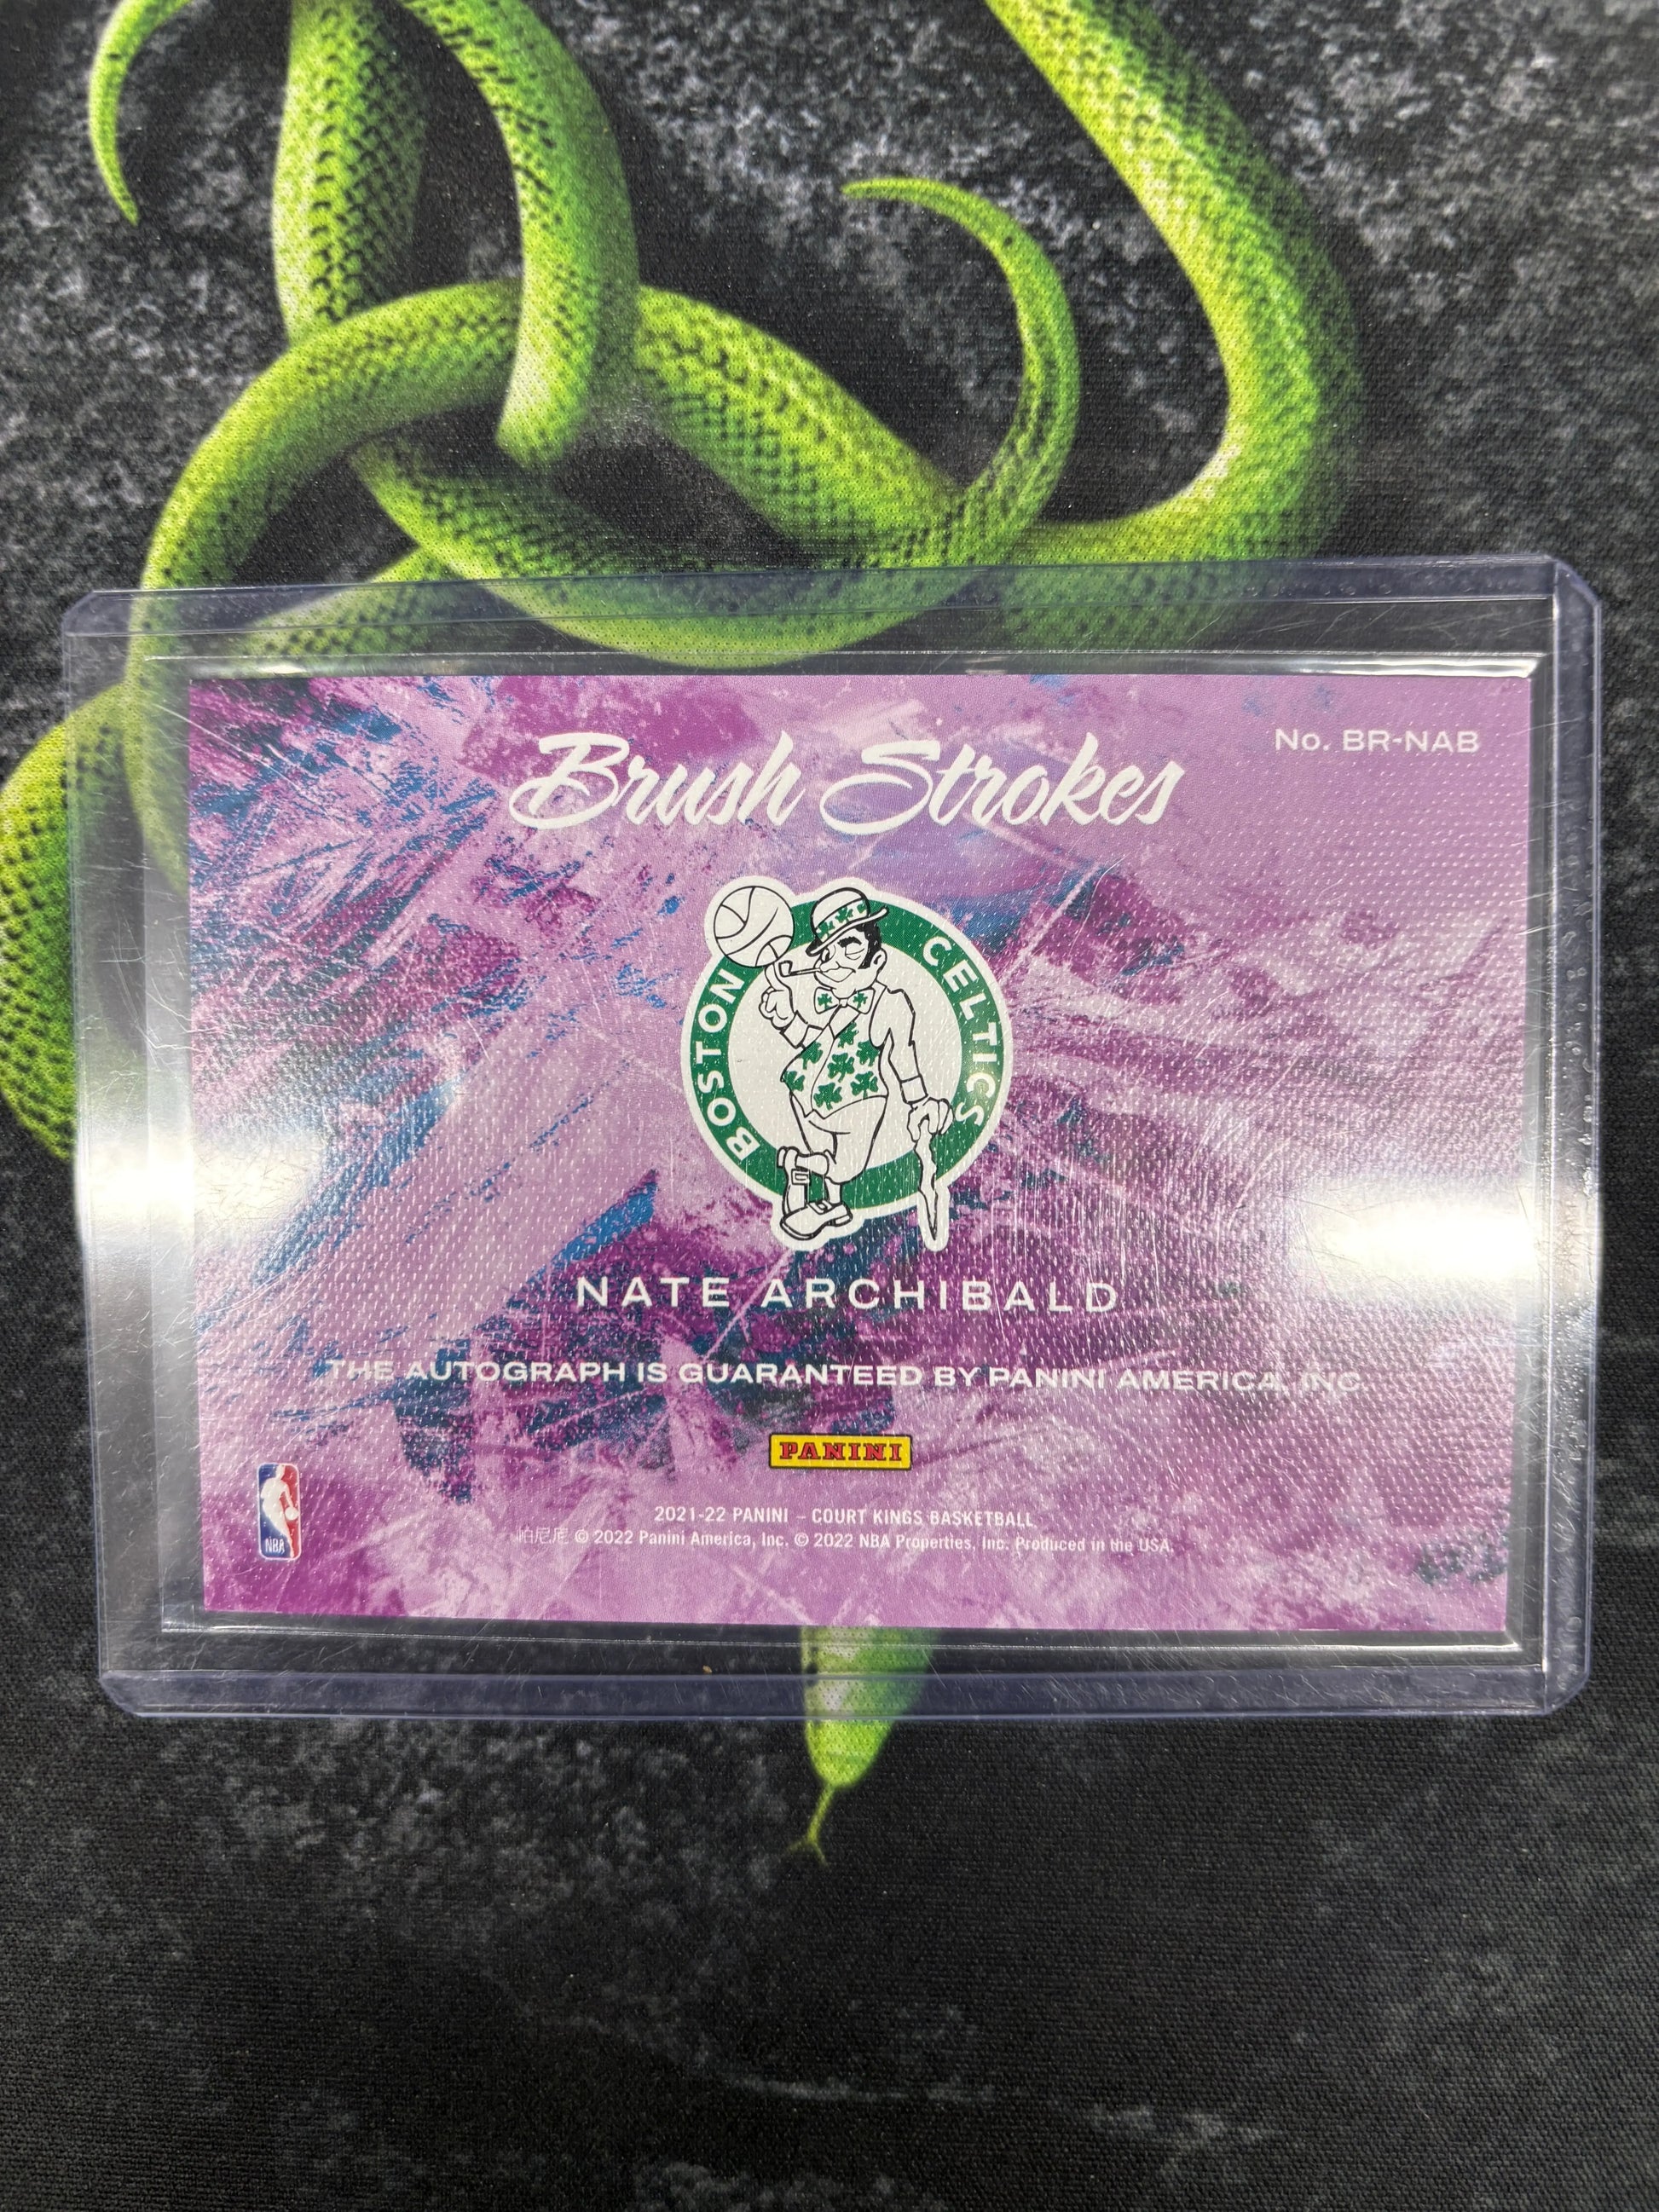 No. BR-NAB
Brush Strokes
BOSTON CELTICS
NATE ARCHIBALD
THE AUTOGRAPH IS GUARANTEED BY PANINI AMERICA, INC.
PANINI
2021-22 PANINI – COURT KINGS BASKETBALL
帕尼尼 © 2022 Panini America, Inc. © 2022 NBA Properties, Inc. Produced in the USA.
NBA